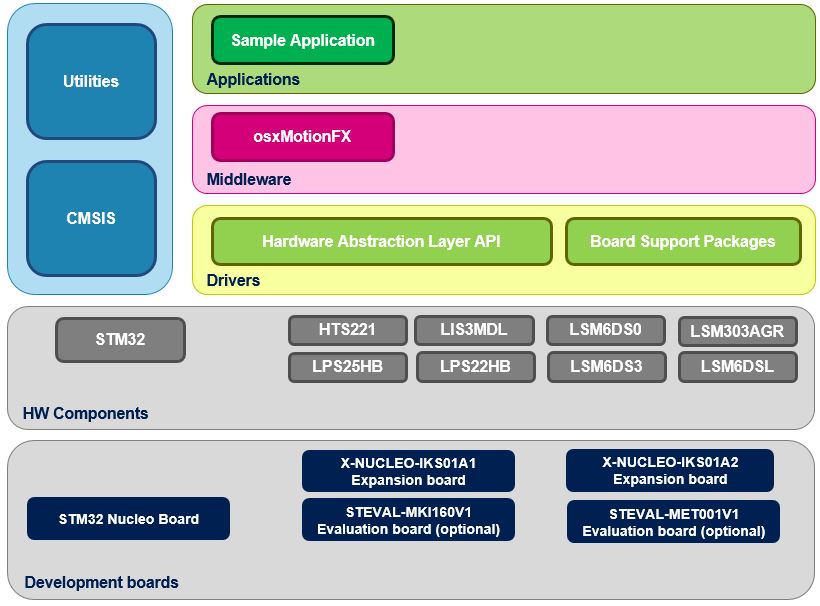 Utilities
CMSIS
Sample Application
Applications
osxMotionFX
Middleware
Hardware Abstraction Layer API
Board Support Packages
Drivers
STM32
HTS221
LIS3MDL
LSM6DS0
LSM303AGR
LPS25HB
LPS22HB
LSM6DS3
LSM6DSL
HW Components
X-NUCLEO-IKS01A1
Expansion board
X-NUCLEO-IKS01A2
Expansion board
STM32 Nucleo Board
STEVAL-MKI160V1
Evaluation board (optional)
STEVAL-MET001V1
Evaluation board (optional)
Development boards